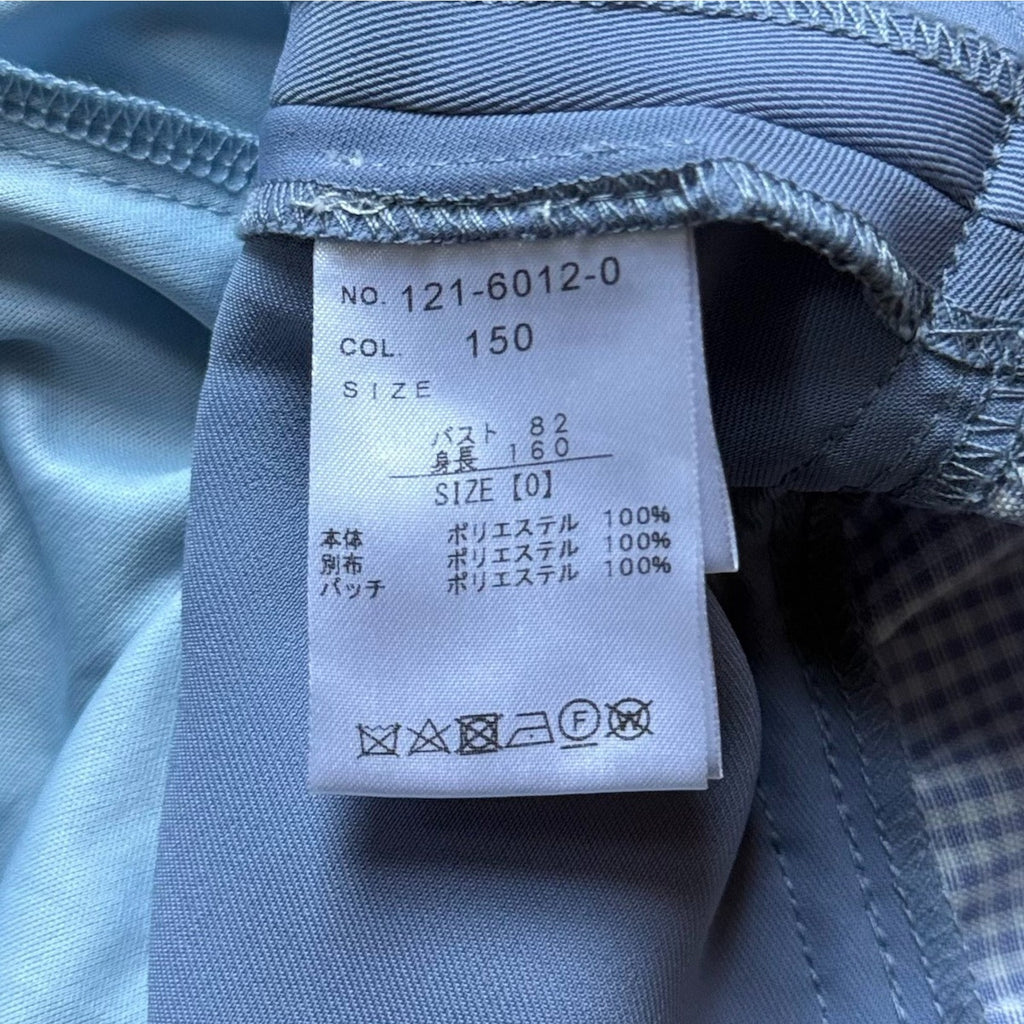 NO. 121-6012-0
COL. 150
SIZE
バスト 82
身長 160
SIZE【0】
本体 ポリエステル 100%
別布 ポリエステル 100%
パッチ ポリエステル 100%
F W